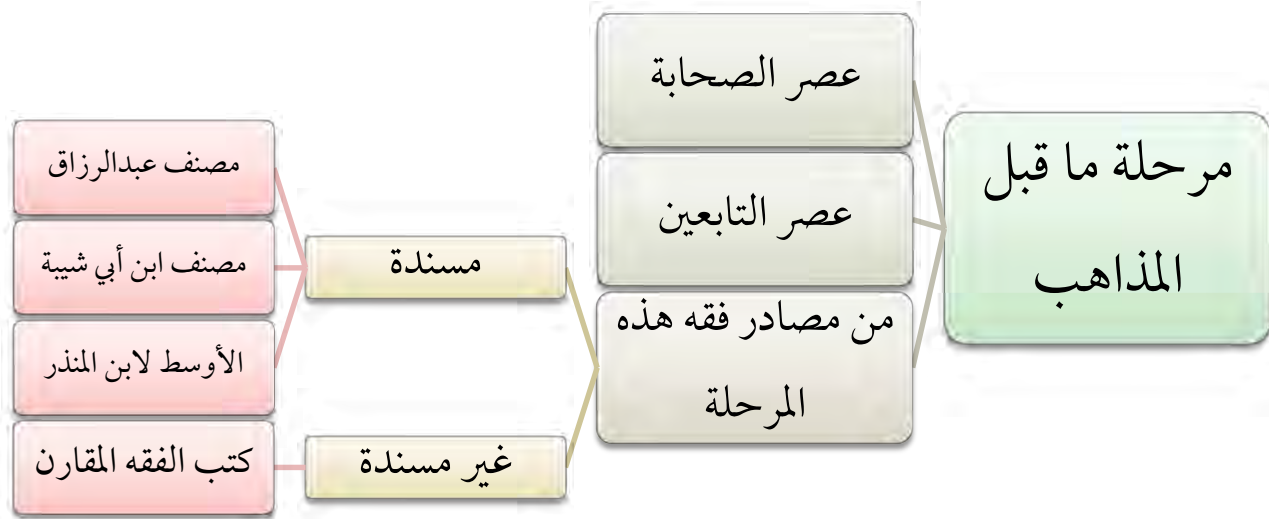 مرحلة ما قبل
المذاهب
عصر الصحابة
عصر التابعين
من مصادر فقه هذه
المرحلة
مسندة
مصنف عبدالرزاق
مصنف ابن أبي شيبة
الأوسط لابن المنذر
غير مسندة
كتب الفقه المقارن